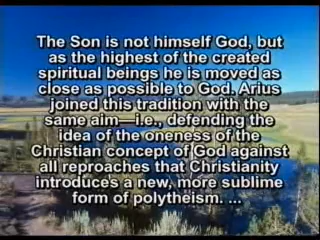 The Son is not himself God, but
as the highest of the created
spiritual beings he is moved as
close as possible to God. Arius
joined this tradition with the
same aim—i.e., defending the
idea of the oneness of the
Christian concept of God against
all reproaches that Christianity
introduces a new, more sublime
form of polytheism. ...